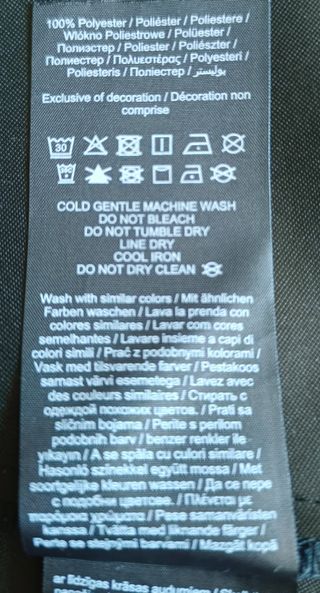 100% Polyester / Poliéster / Poliestere /
Włókno Poliestrowe / Polüester /
Полиэстер / Poliester / Poliészter /
Полиестер / Πολυεστέρας / Polyesteri /
Poliesteris / Поліестер / بوليستر
Exclusive of decoration / Décoration non
comprise
30
COLD GENTLE MACHINE WASH
DO NOT BLEACH
DO NOT TUMBLE DRY
LINE DRY
COOL IRON
DO NOT DRY CLEAN
Wash with similar colors / Mit ähnlichen
Farben waschen / Lava la prenda con
colores similares / Lavar com cores
semelhantes / Lavare insieme a capi di
colori simili / Prać z podobnymi kolorami /
Vask med tilsvarende farver / Pestakoos
sarnast värvi esemetega / Lavez avec
des couleurs similaires / Стирать с
одеждой похожих цветов. / Prati sa
sličnim bojama / Perite s perilom
podobnih barv / benzer renkler ile
yıkayın / A se spăla cu culori similare /
Hasonló színekkel együtt mossa / Met
soortgelijke kleuren wassen / Да се пере
с подобни цветове. / Πλένεται με
παρόμοια χρώματα / Pese samanväristen
kanssa / Tvätta med liknande färger /
Perte se stejnými barvami / Mazgāt kopā
ar līdzīgas krāsas audumiem